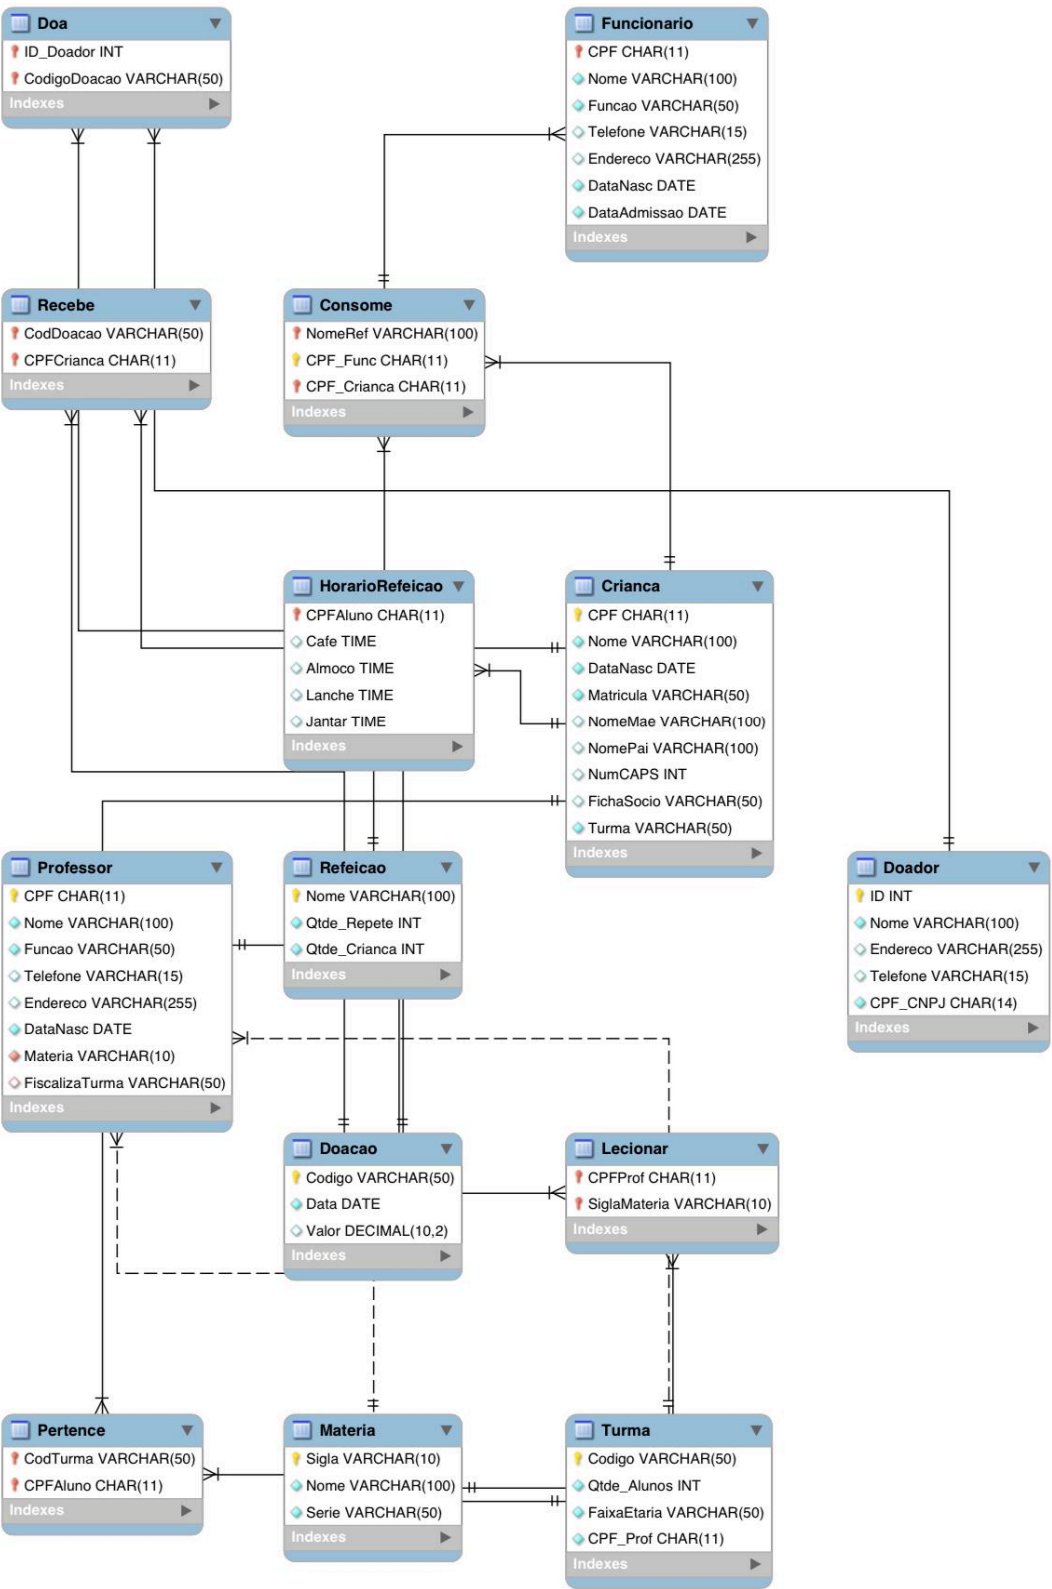 Doa
ID_Doador INT
CodigoDoacao VARCHAR(50)
Indexes
Funcionario
CPF CHAR(11)
Nome VARCHAR(100)
Funcao VARCHAR(50)
Telefone VARCHAR(15)
Endereco VARCHAR(255)
DataNasc DATE
DataAdmissao DATE
Indexes
Recebe
CodDoacao VARCHAR(50)
CPFCrianca CHAR(11)
Indexes
Consome
NomeRef VARCHAR(100)
CPF_Func CHAR(11)
CPF_Crianca CHAR(11)
Indexes
HorarioRefeicao
CPFAluno CHAR(11)
Cafe TIME
Almoco TIME
Lanche TIME
Jantar TIME
Indexes
Crianca
CPF CHAR(11)
Nome VARCHAR(100)
DataNasc DATE
Matricula VARCHAR(50)
NomeMae VARCHAR(100)
NomePai VARCHAR(100)
NumCAPS INT
FichaSocio VARCHAR(50)
Turma VARCHAR(50)
Indexes
Professor
CPF CHAR(11)
Nome VARCHAR(100)
Funcao VARCHAR(50)
Telefone VARCHAR(15)
Endereco VARCHAR(255)
DataNasc DATE
Materia VARCHAR(10)
FiscalizaTurma VARCHAR(50)
Indexes
Refeicao
Nome VARCHAR(100)
Qtde_Repete INT
Qtde_Crianca INT
Indexes
Doador
ID INT
Nome VARCHAR(100)
Endereco VARCHAR(255)
Telefone VARCHAR(15)
CPF_CNPJ CHAR(14)
Indexes
Doacao
Codigo VARCHAR(50)
Data DATE
Valor DECIMAL(10,2)
Indexes
Lecionar
CPFProf CHAR(11)
SiglaMateria VARCHAR(10)
Indexes
Pertence
CodTurma VARCHAR(50)
CPFAluno CHAR(11)
Indexes
Materia
Sigla VARCHAR(10)
Nome VARCHAR(100)
Serie VARCHAR(50)
Indexes
Turma
Codigo VARCHAR(50)
Qtde_Alunos INT
FaixaEtaria VARCHAR(50)
CPF_Prof CHAR(11)
Indexes